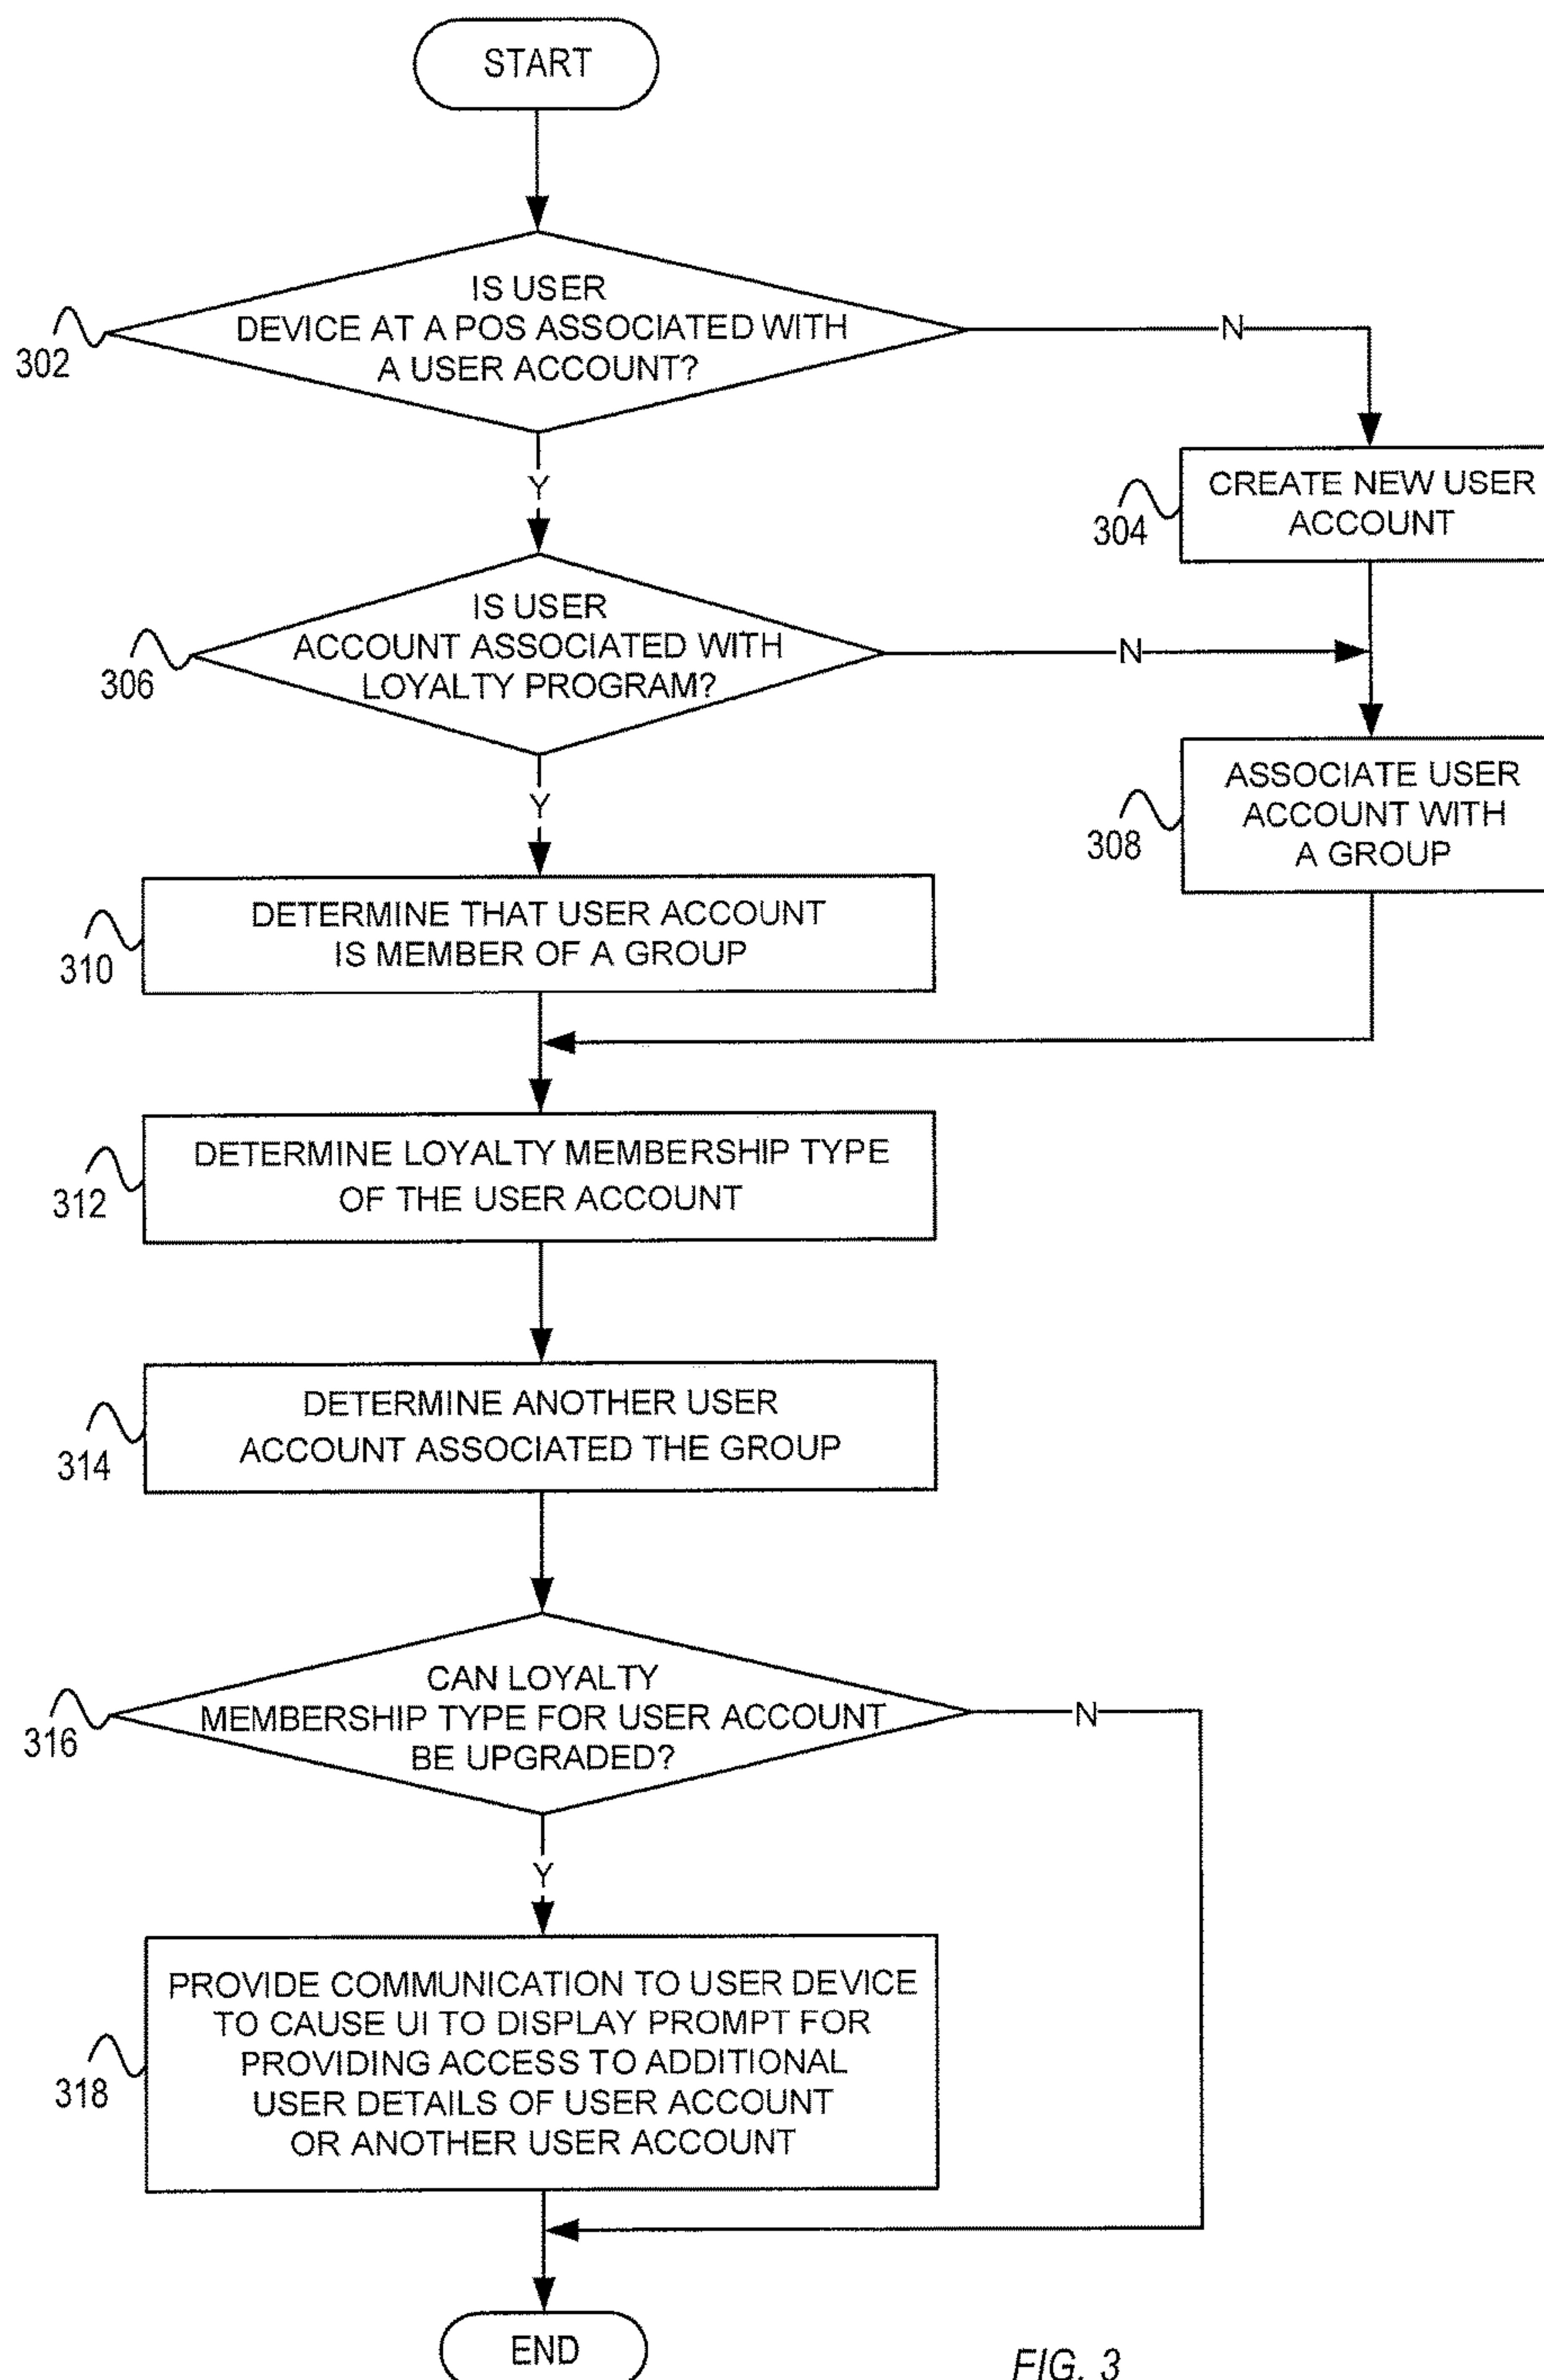 START
IS USER
DEVICE AT A POS ASSOCIATED WITH
A USER ACCOUNT?
302
N
Y
CREATE NEW USER
ACCOUNT
304
IS USER
ACCOUNT ASSOCIATED WITH
LOYALTY PROGRAM?
306
N
Y
ASSOCIATE USER
ACCOUNT WITH
A GROUP
308
DETERMINE THAT USER ACCOUNT
IS MEMBER OF A GROUP
310
DETERMINE LOYALTY MEMBERSHIP TYPE
OF THE USER ACCOUNT
312
DETERMINE ANOTHER USER
ACCOUNT ASSOCIATED THE GROUP
314
CAN LOYALTY
MEMBERSHIP TYPE FOR USER ACCOUNT
BE UPGRADED?
316
N
Y
PROVIDE COMMUNICATION TO USER DEVICE
TO CAUSE UI TO DISPLAY PROMPT FOR
PROVIDING ACCESS TO ADDITIONAL
USER DETAILS OF USER ACCOUNT
OR ANOTHER USER ACCOUNT
318
END
FIG. 3